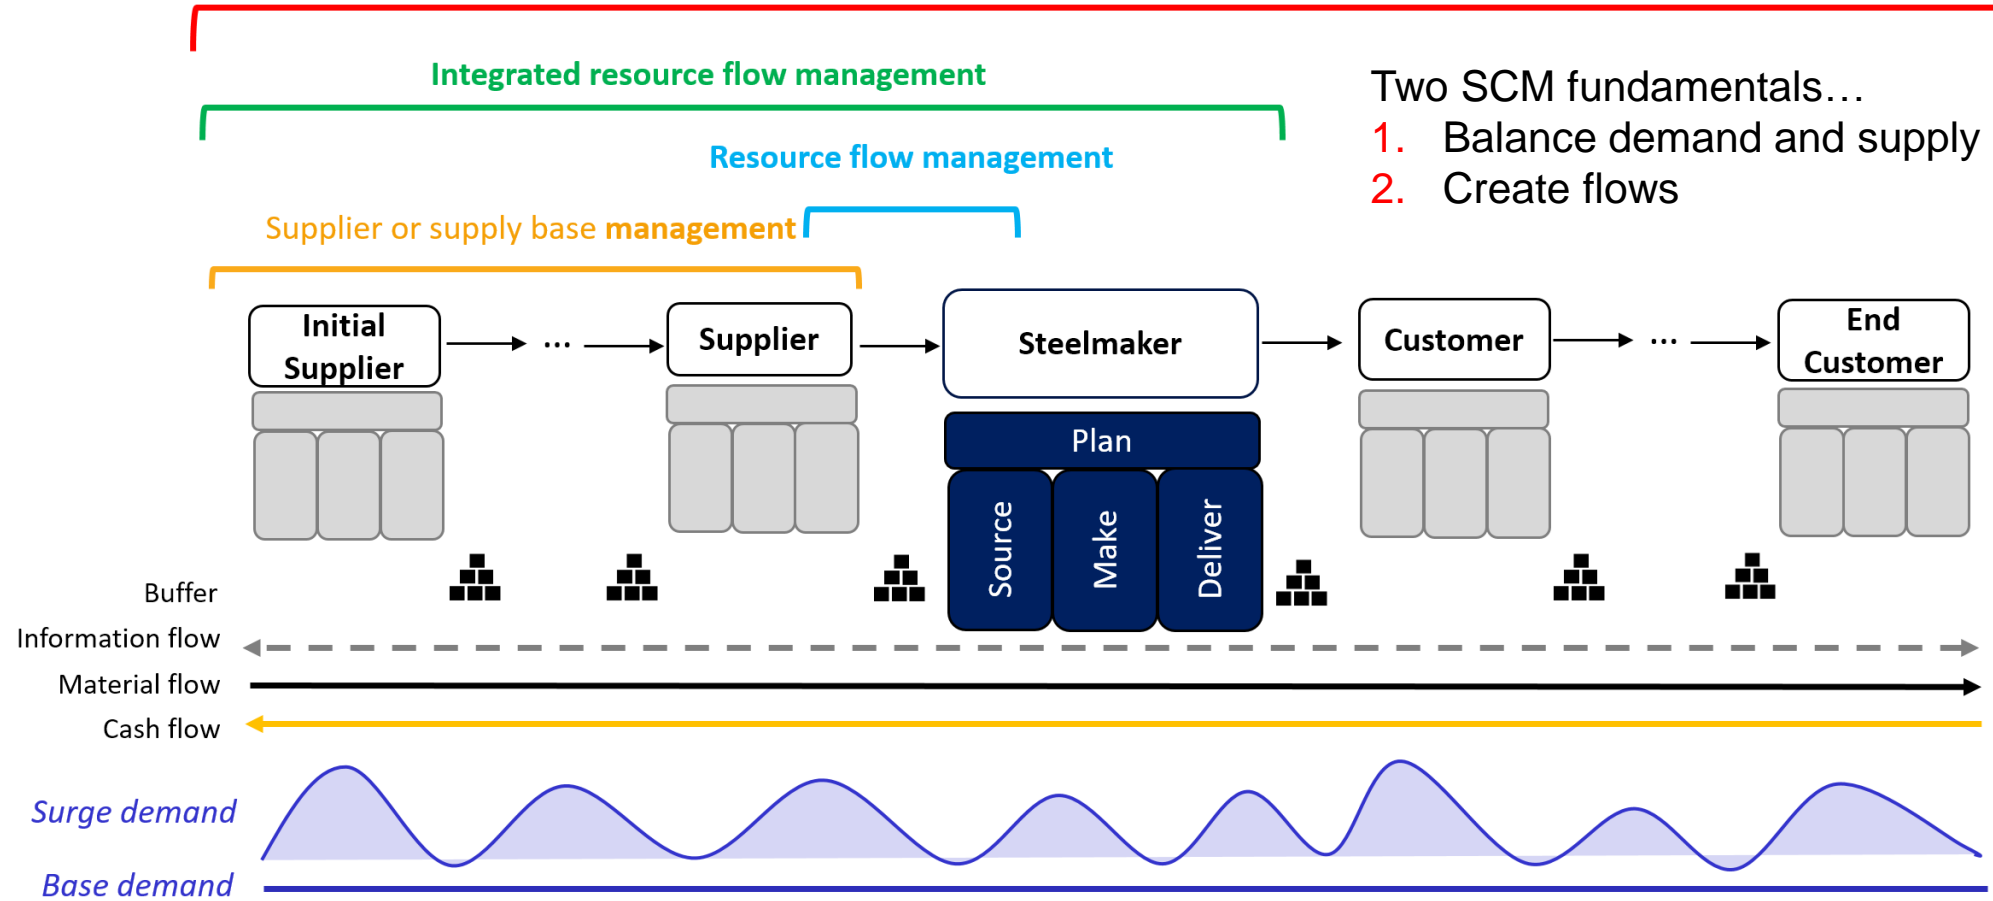 Integrated resource flow management
Two SCM fundamentals…
1. Balance demand and supply
2. Create flows
Resource flow management
Supplier or supply base management
Initial
Supplier
...
Supplier
Steelmaker
Customer
...
End
Customer
Plan
Source
Make
Deliver
Buffer
Information flow
Material flow
Cash flow
Surge demand
Base demand